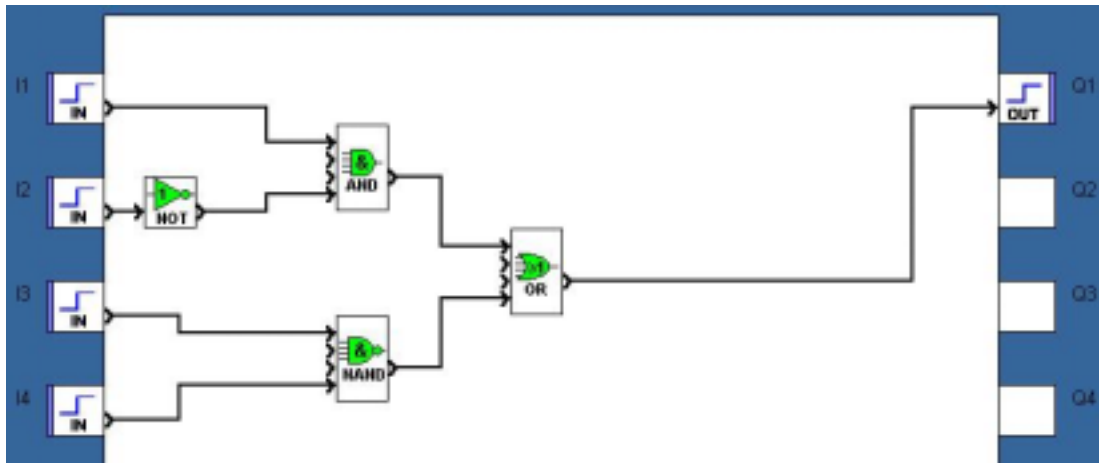 I1
IN
Q1
OUT
&
AND
I2
IN
1
NOT
Q2
≥1
OR
I3
IN
Q3
&
NAND
I4
IN
Q4